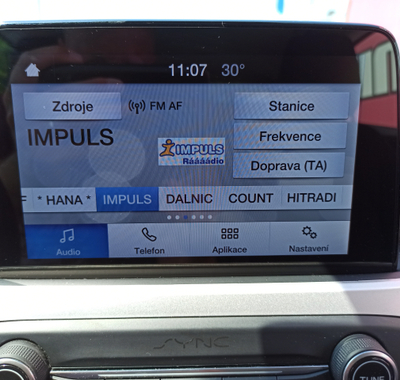 11:07 30°
Zdroje FM AF Stanice
IMPULS
IMPULS
Ráááádio
Frekvence
Doprava (TA)
* HANA * IMPULS DALNIC COUNT HITRADI
Audio Telefon Aplikace Nastavení
SYNC
TUNE